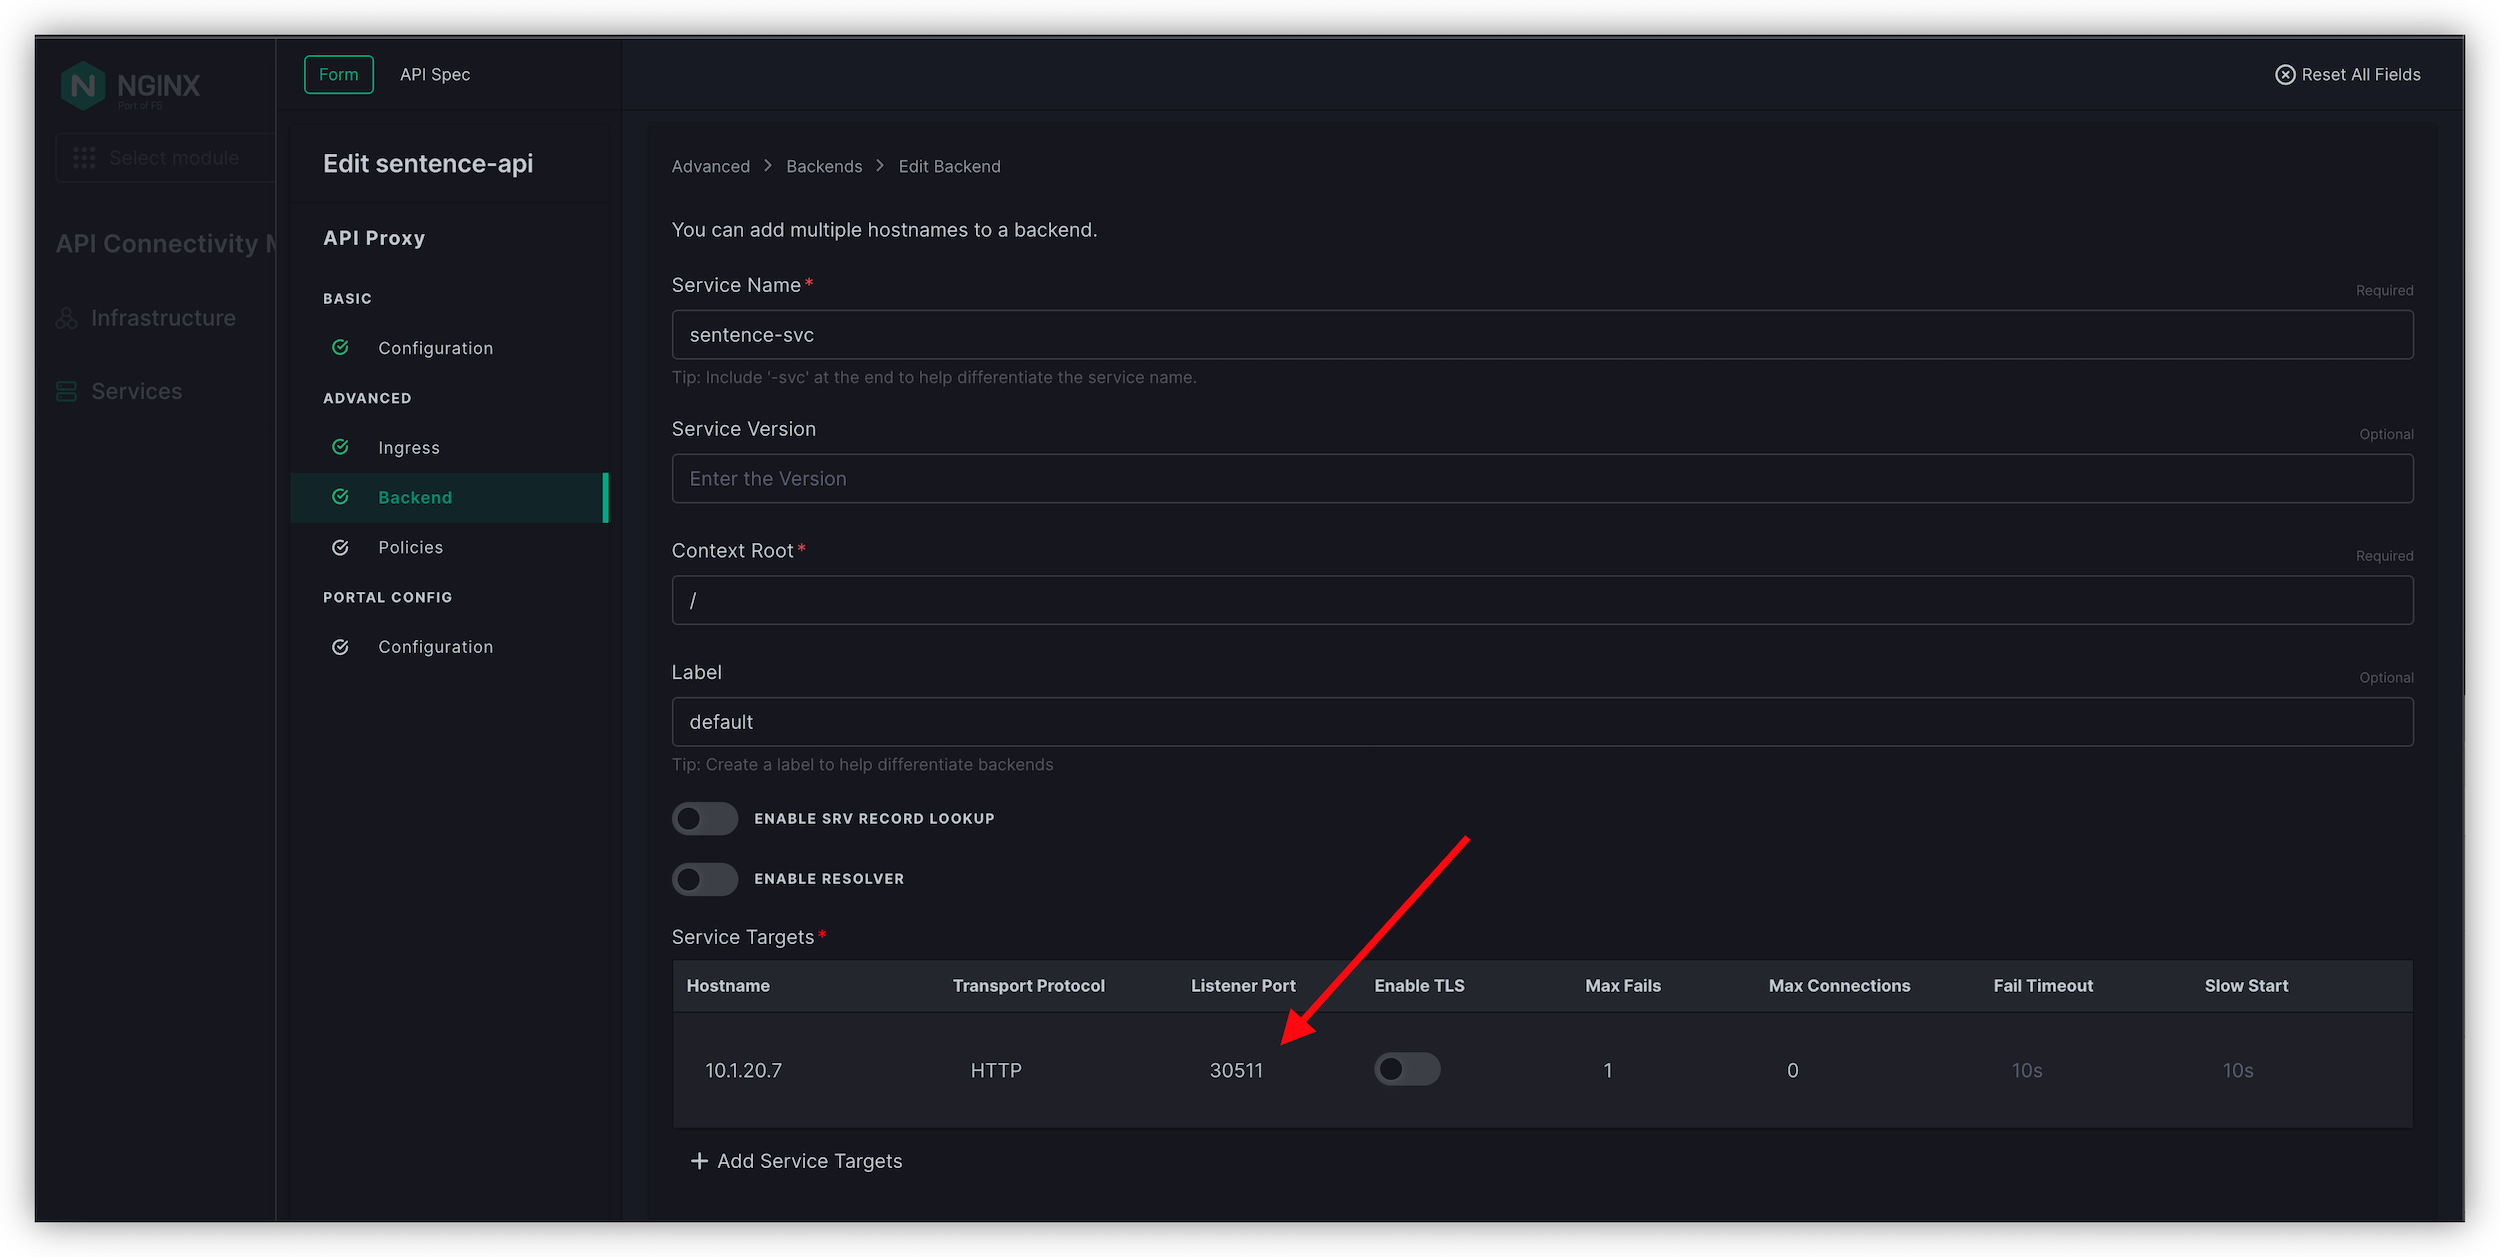 NGINX
Part of F5
Select module
API Connectivity M
Infrastructure
Services
Form
API Spec
Reset All Fields
Edit sentence-api
API Proxy
BASIC
Configuration
ADVANCED
Ingress
Backend
Policies
PORTAL CONFIG
Configuration
Advanced > Backends > Edit Backend
You can add multiple hostnames to a backend.
Service Name* Required
sentence-svc
Tip: Include '-svc' at the end to help differentiate the service name.
Service Version Optional
Enter the Version
Context Root* Required
/
Label Optional
default
Tip: Create a label to help differentiate backends
ENABLE SRV RECORD LOOKUP
ENABLE RESOLVER
Service Targets*
Hostname Transport Protocol Listener Port Enable TLS Max Fails Max Connections Fail Timeout Slow Start
10.1.20.7 HTTP 30511 1 0 10s 10s
+ Add Service Targets